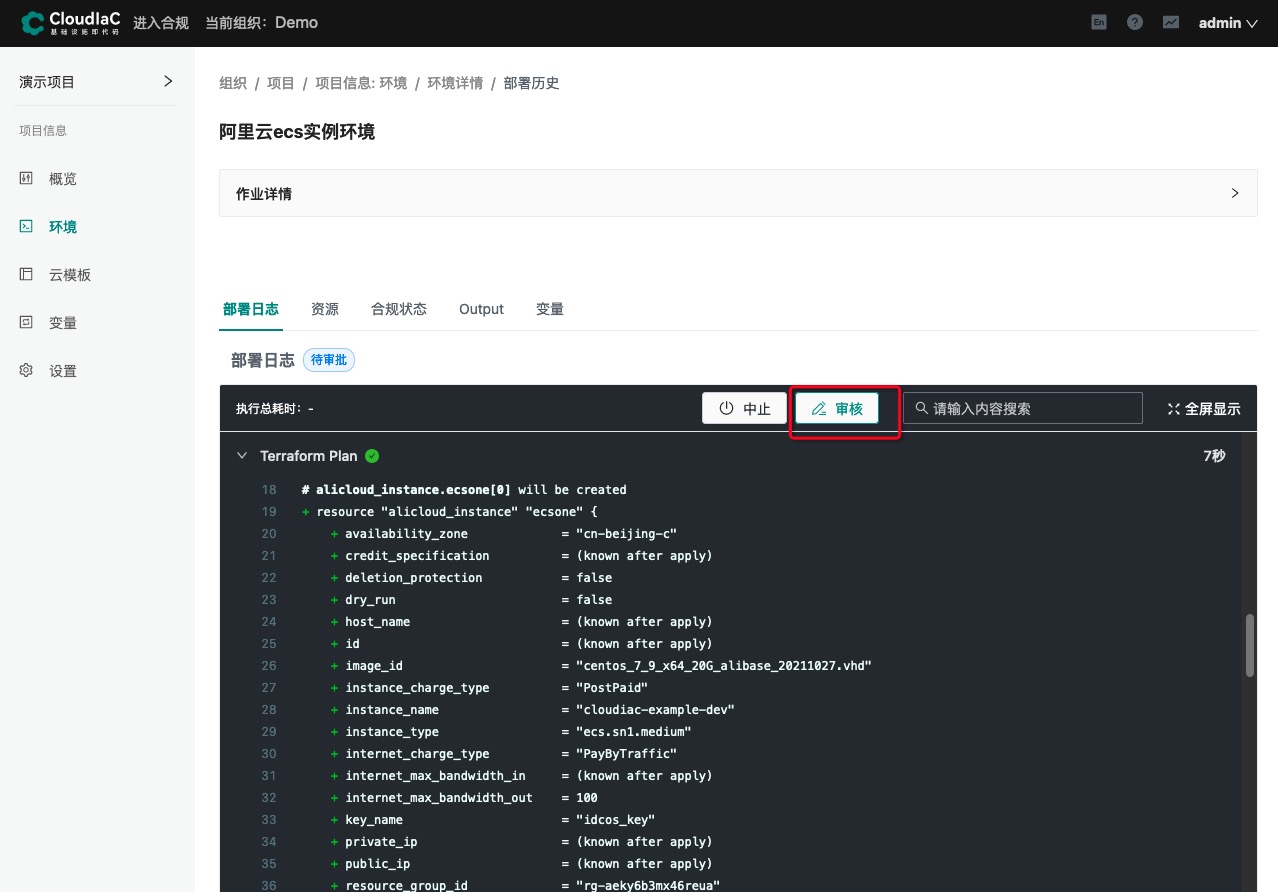 CloudIaC
基础设施即代码
进入合规 当前组织：Demo
En
?
admin
演示项目
项目信息
概览
环境
云模板
变量
设置
组织 / 项目 / 项目信息: 环境 / 环境详情 / 部署历史
阿里云ecs实例环境
作业详情
部署日志 资源 合规状态 Output 变量
部署日志 待审批
执行总耗时：- 中止 审核 请输入内容搜索 全屏显示
Terraform Plan 7秒
18 # alicloud_instance.ecsone[0] will be created
19 + resource "alicloud_instance" "ecsone" {
20 + availability_zone = "cn-beijing-c"
21 + credit_specification = (known after apply)
22 + deletion_protection = false
23 + dry_run = false
24 + host_name = (known after apply)
25 + id = (known after apply)
26 + image_id = "centos_7_9_x64_20G_alibase_20211027.vhd"
27 + instance_charge_type = "PostPaid"
28 + instance_name = "cloudiac-example-dev"
29 + instance_type = "ecs.sn1.medium"
30 + internet_charge_type = "PayByTraffic"
31 + internet_max_bandwidth_in = (known after apply)
32 + internet_max_bandwidth_out = 100
33 + key_name = "idcos_key"
34 + private_ip = (known after apply)
35 + public_ip = (known after apply)
36 + resource_group_id = "rg-aeky6b3mx46reua"